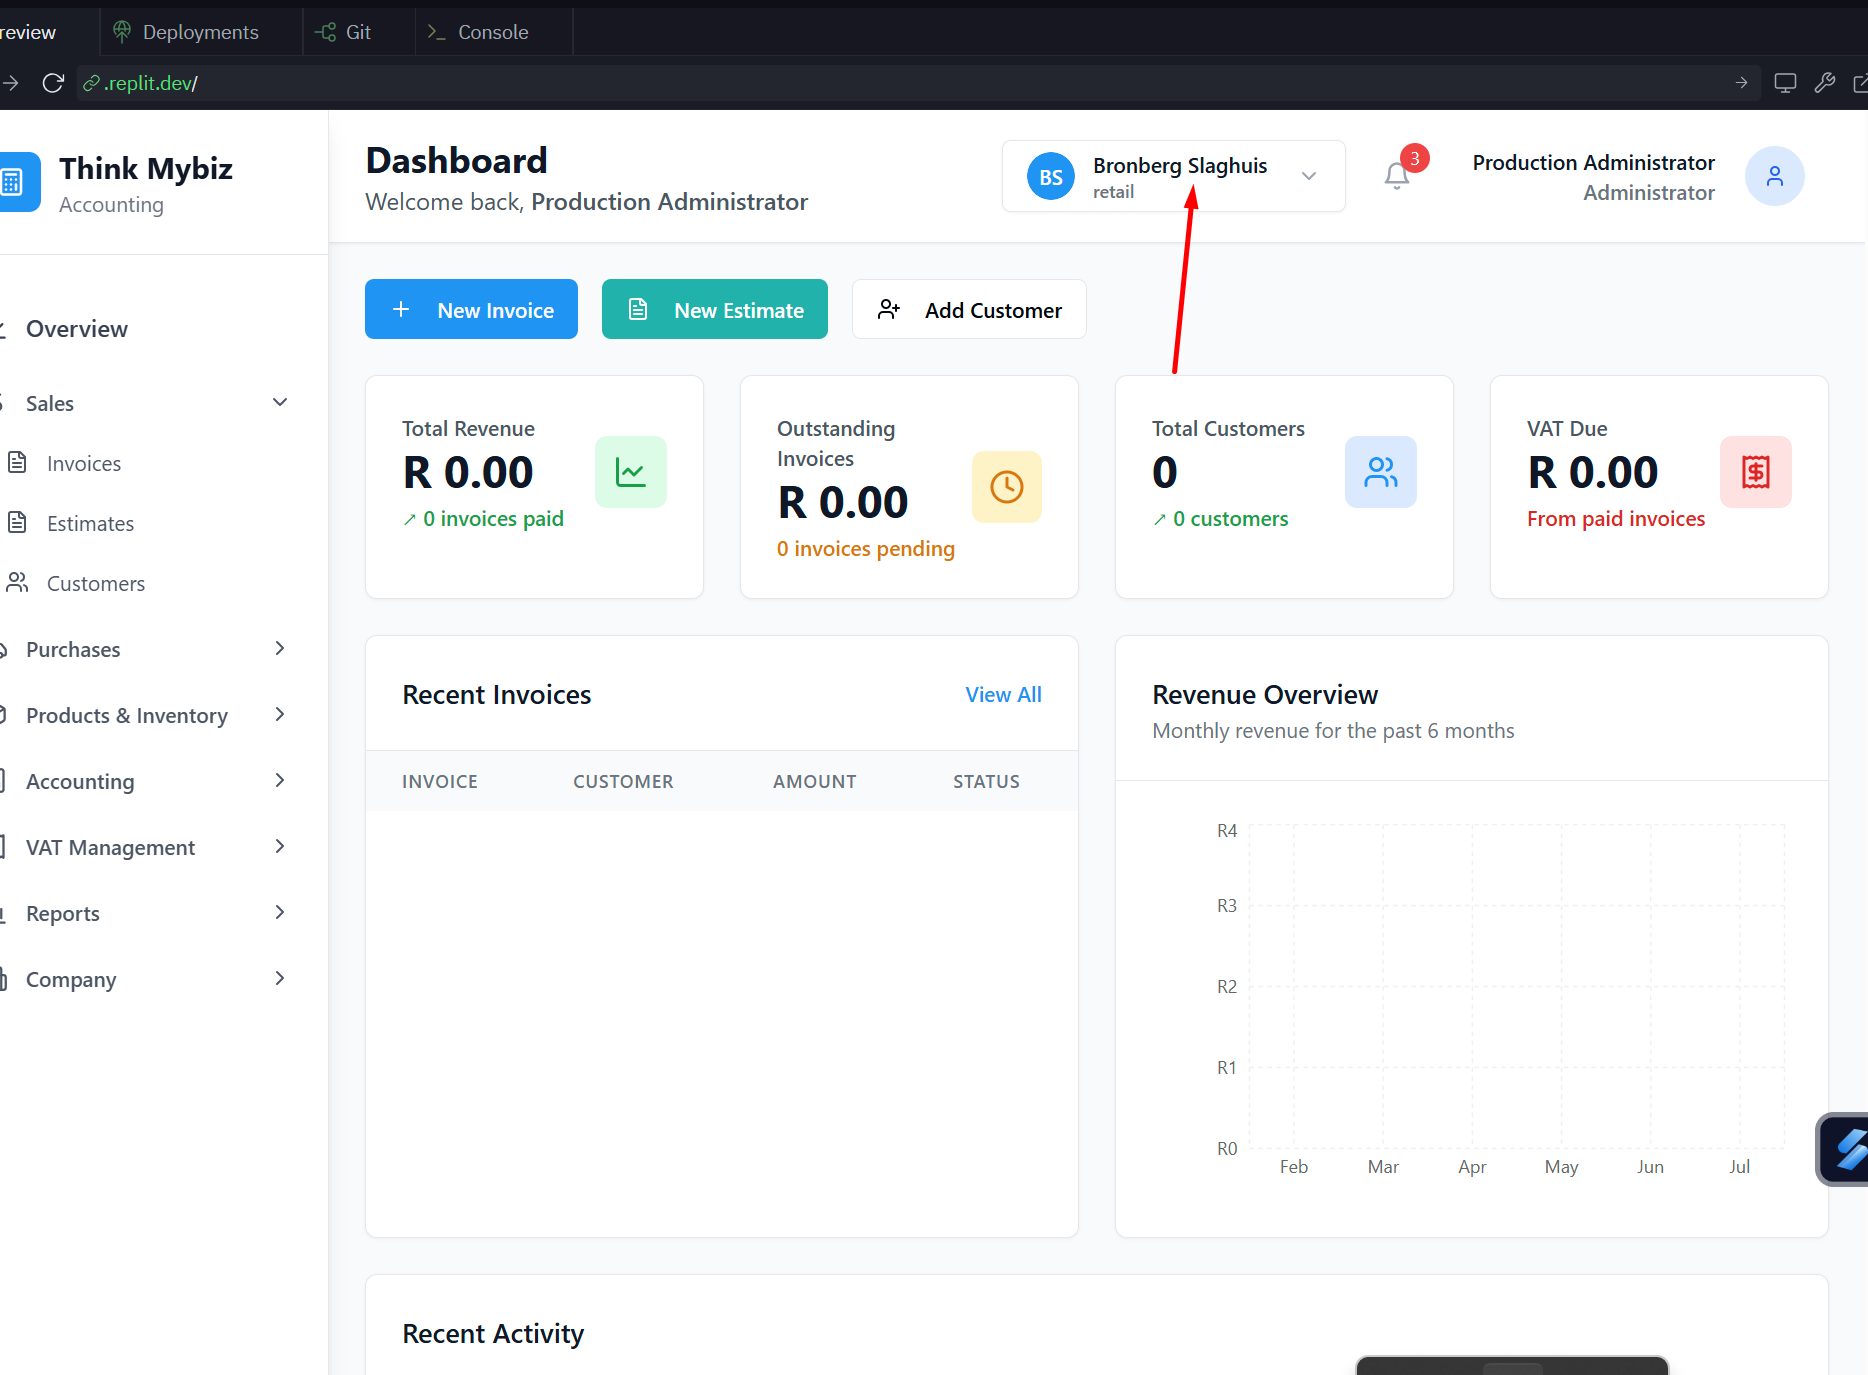 review
Deployments
Git
Console
.replit.dev/
Think Mybiz
Accounting
Dashboard
Welcome back, Production Administrator
BS
Bronberg Slaghuis
retail
3
Production Administrator
Administrator
New Invoice
New Estimate
Add Customer
Overview
Sales
Invoices
Estimates
Customers
Purchases
Products & Inventory
Accounting
VAT Management
Reports
Company
Total Revenue
R 0.00
0 invoices paid
Outstanding
Invoices
R 0.00
0 invoices pending
Total Customers
0
0 customers
VAT Due
R 0.00
From paid invoices
Recent Invoices
View All
INVOICE CUSTOMER AMOUNT STATUS
Revenue Overview
Monthly revenue for the past 6 months
R4
R3
R2
R1
R0
Feb Mar Apr May Jun Jul
Recent Activity